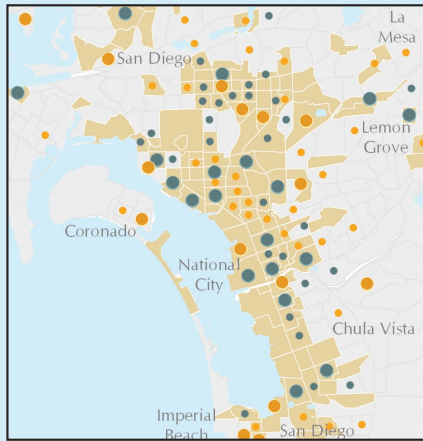 La
Mesa
San Diego
Lemon
Grove
Coronado
National
City
Chula Vista
Imperial
Beach
San Diego